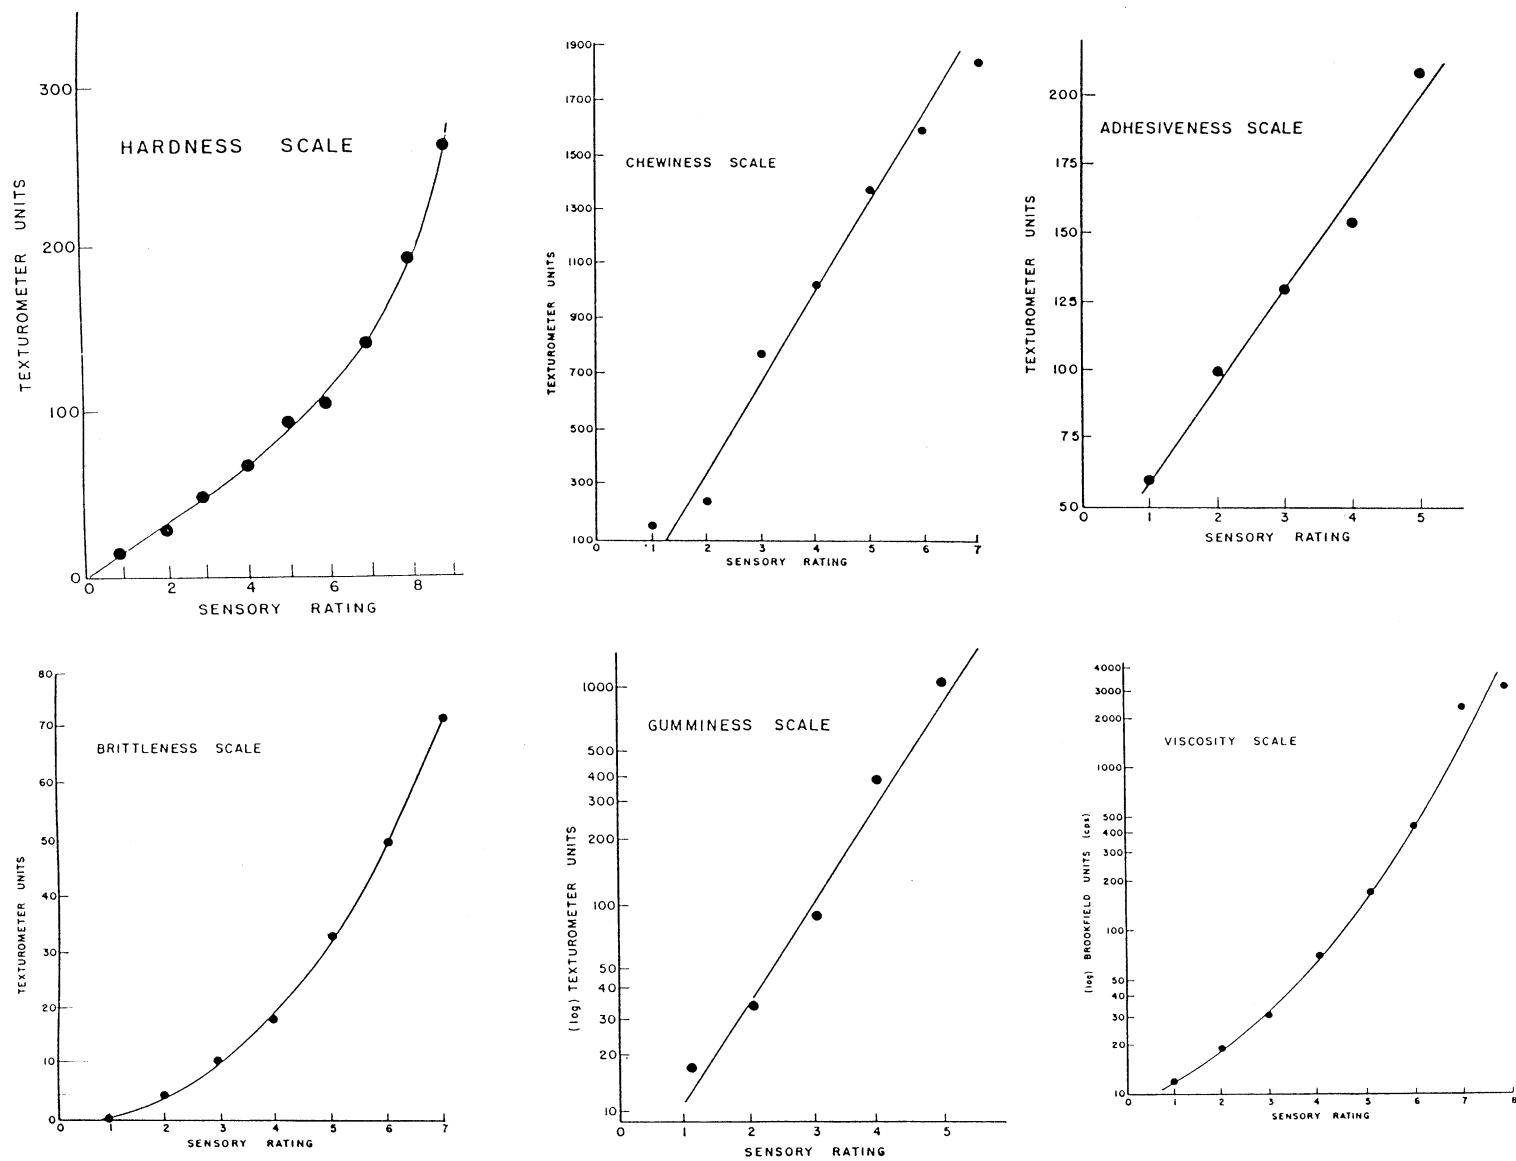 HARDNESS SCALE
TEXTUROMETER UNITS
300
200
100
0
0 2 4 6 8
SENSORY RATING
CHEWINESS SCALE
TEXTUROMETER UNITS
1900
1700
1500
1300
1100
900
700
500
300
100
0 1 2 3 4 5 6 7
SENSORY RATING
ADHESIVENESS SCALE
TEXTUROMETER UNITS
200
175
150
125
100
75
50
0 1 2 3 4 5
SENSORY RATING
BRITTLENESS SCALE
TEXTUROMETER UNITS
80
70
60
50
40
30
20
10
0
0 1 2 3 4 5 6 7
SENSORY RATING
GUMMINESS SCALE
(log) TEXTUROMETER UNITS
1000
500
400
300
200
100
50
40
30
20
10
0 1 2 3 4 5
SENSORY RATING
VISCOSITY SCALE
(log) BROOKFIELD UNITS (cps)
4000
3000
2000
1000
500
400
300
200
100
50
40
30
20
10
0 1 2 3 4 5 6 7 8
SENSORY RATING